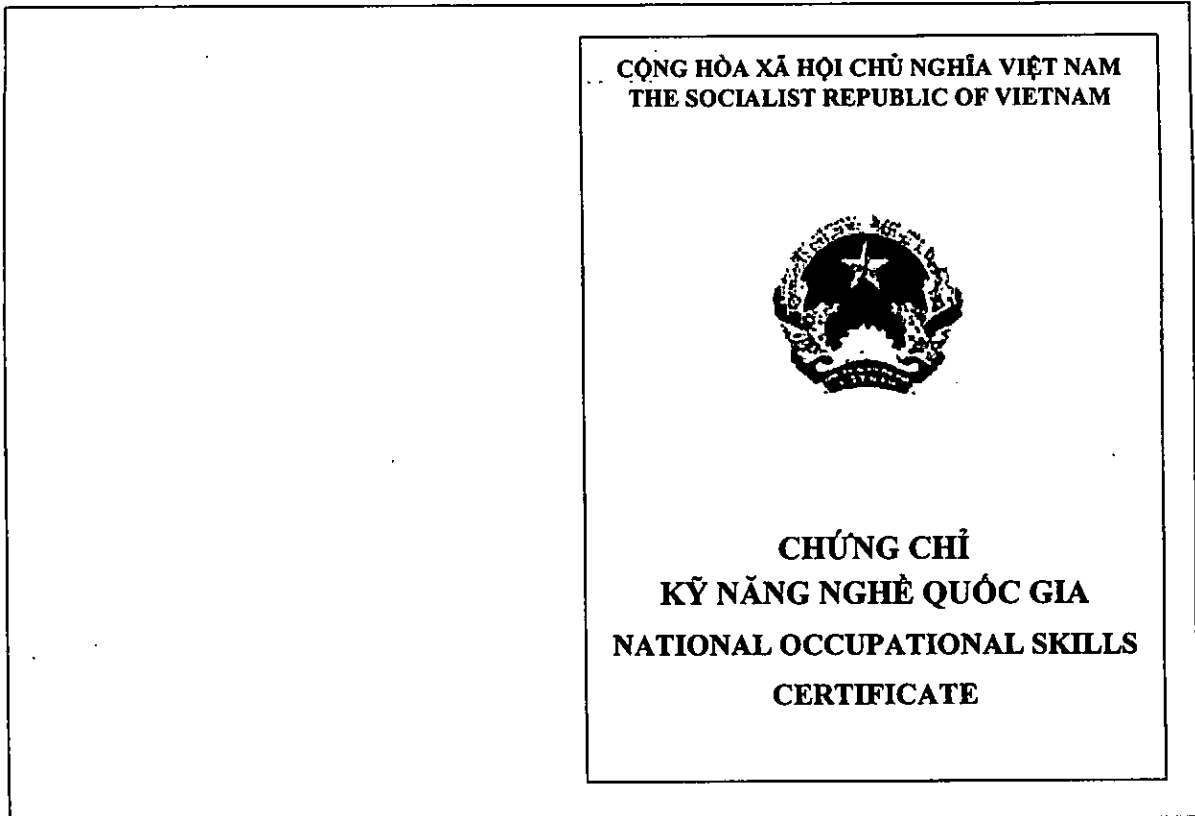 CỘNG HÒA XÃ HỘI CHỦ NGHĨA VIỆT NAM
THE SOCIALIST REPUBLIC OF VIETNAM
CHỨNG CHỈ
KỸ NĂNG NGHỀ QUỐC GIA
NATIONAL OCCUPATIONAL SKILLS
CERTIFICATE